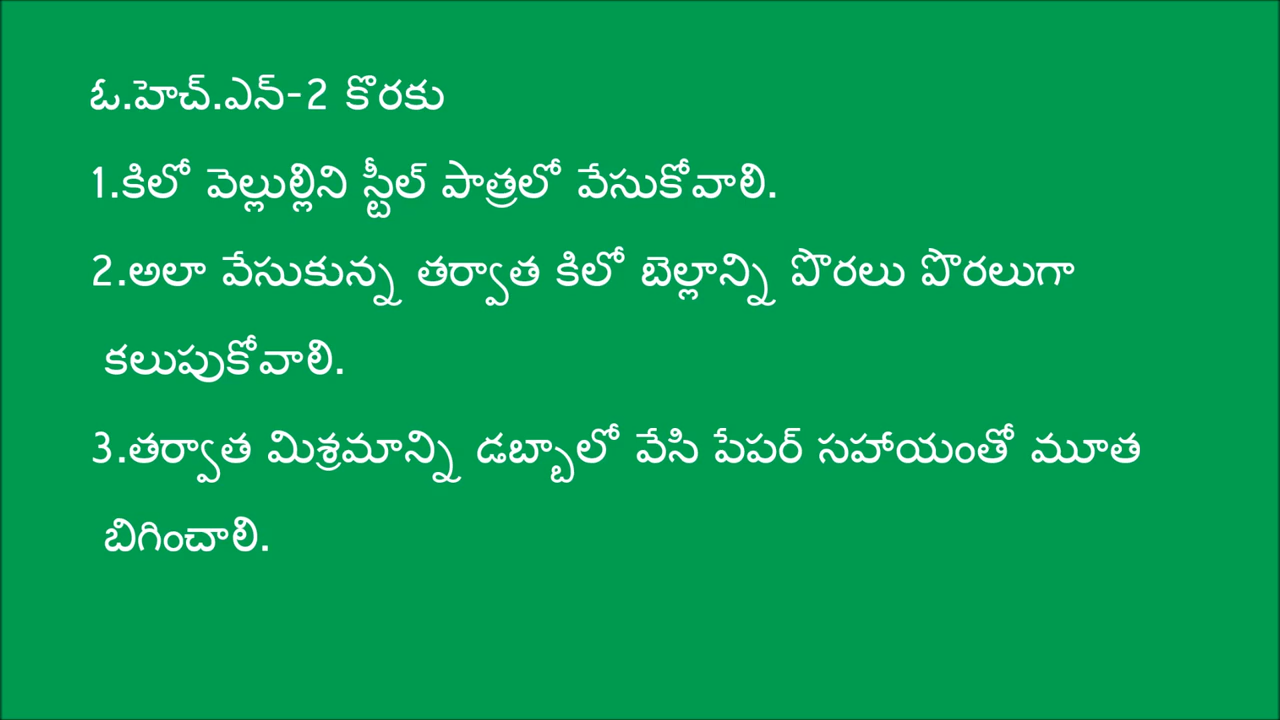 ఓ.హెచ్.ఎన్-2 కొరకు
1.కిలో వెల్లుల్లిని స్టీల్ పాత్రలో వేసుకోవాలి.
2.అలా వేసుకున్న తర్వాత కిలో బెల్లాన్ని పొరలు పొరలుగా
కలుపుకోవాలి.
3.తర్వాత మిశ్రమాన్ని డబ్బాలో వేసి పేపర్ సహాయంతో మూత
బిగించాలి.